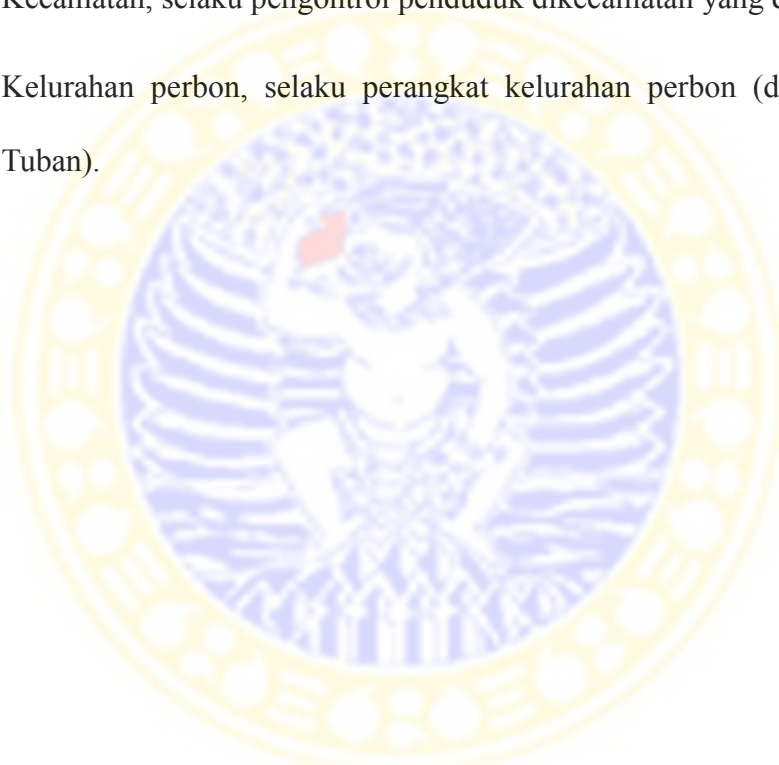 Kecamatan, selaku pengontrol penduduk dikecamatan yang
Kelurahan perbon, selaku perangkat kelurahan perbon
Tuban).